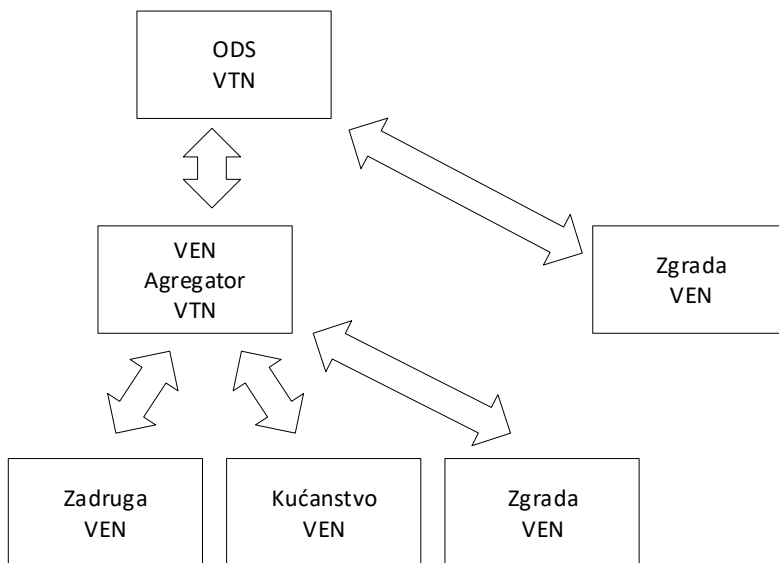 ODS
VTN
VEN
Agregator
VTN
Zgrada
VEN
Zadruga
VEN
Kućanstvo
VEN
Zgrada
VEN